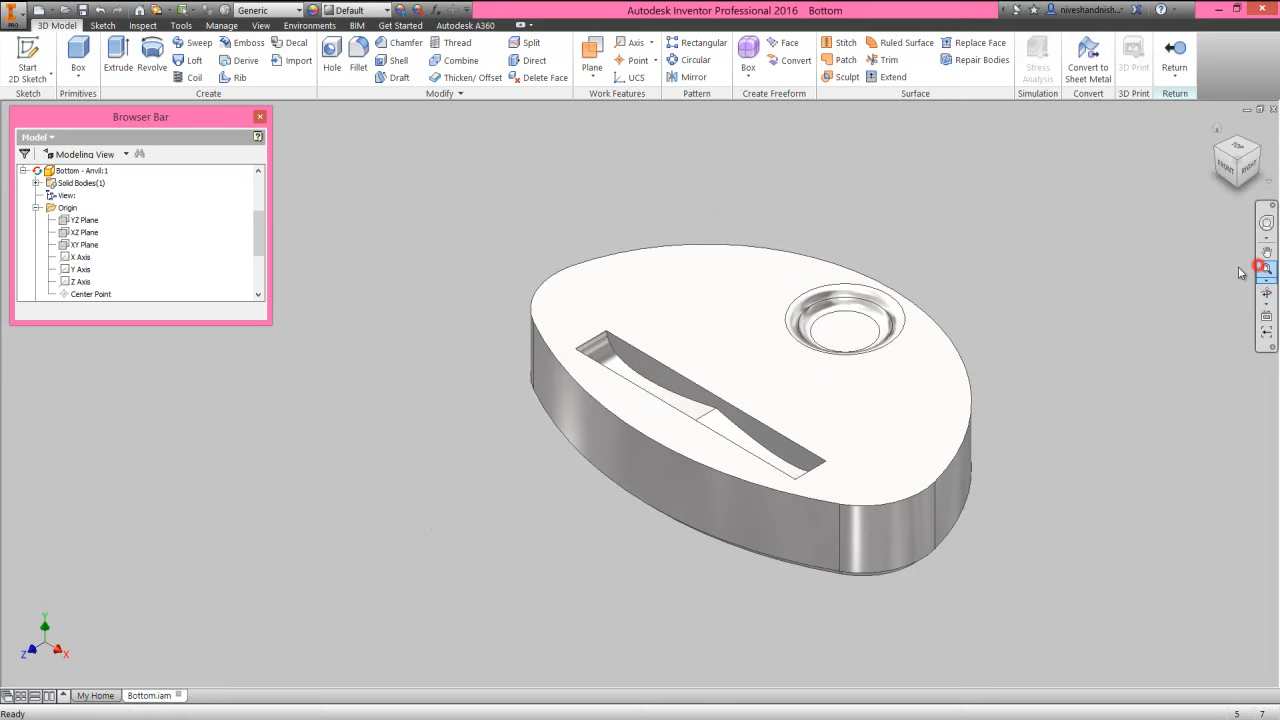 PRO
Generic
Default
Autodesk Inventor Professional 2016 Bottom
niveshandnish...
3D Model Sketch Inspect Tools Manage View Environments BIM Get Started Autodesk A360
Start
2D Sketch
Box
Extrude Revolve
Sweep Emboss Decal
Loft Derive Import
Coil Rib
Hole Fillet
Chamfer Thread Split
Shell Combine Direct
Draft Thicken/ Offset Delete Face
Plane
Axis
Point
UCS
Rectangular
Circular
Mirror
Box
Face
Convert
Stitch Ruled Surface Replace Face
Patch Trim Repair Bodies
Sculpt Extend
Stress
Analysis
Convert to
Sheet Metal
3D Print
Return
Sketch Primitives Create Modify Work Features Pattern Create Freeform Surface Simulation Convert 3D Print Return
Browser Bar
Model
Modeling View
Bottom - Anvil:1
Solid Bodies(1)
View:
Origin
YZ Plane
XZ Plane
XY Plane
X Axis
Y Axis
Z Axis
Center Point
TOP
FRONT
RIGHT
Y
Z X
My Home Bottom.iam
Ready 5 7